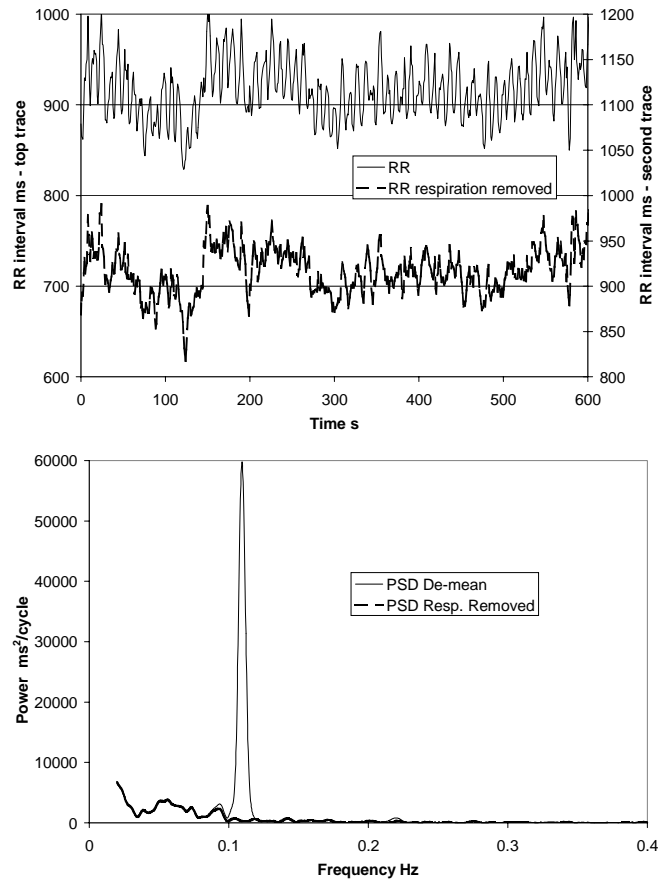 1000
900
800
700
600
RR interval ms - top trace
1200
1150
1100
1050
1000
950
900
850
800
RR interval ms - second trace
RR
RR respiration removed
0 100 200 300 400 500 600
Time s
60000
50000
40000
30000
20000
10000
0
Power ms²/cycle
PSD De-mean
PSD Resp. Removed
0 0.1 0.2 0.3 0.4
Frequency Hz